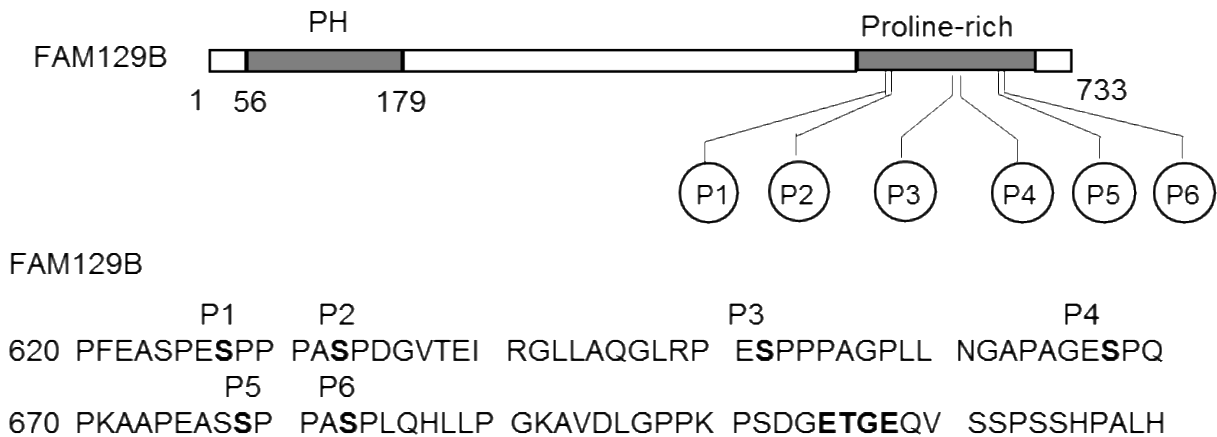 PH
Proline-rich
FAM129B
1 56 179 733
P1 P2 P3 P4 P5 P6
FAM129B
P1 P2 P3 P4
620 PFEASPESPP PASPDGVTEI RGLLAQGLRP ESPPPAGPLL NGAPAGESPQ
P5 P6
670 PKAAPEASSP PASPLQHLLP GKAVDLGPPK PSDGETGEQV SSPSSHPALH